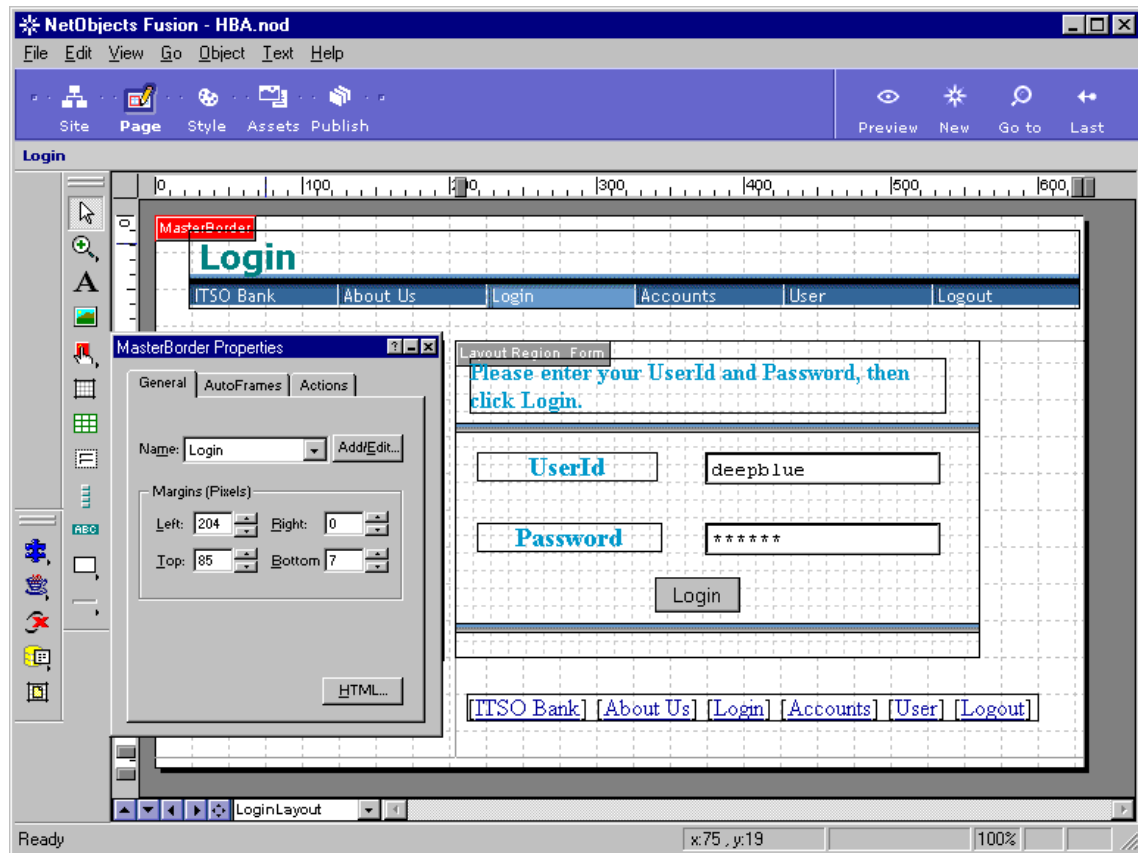 NetObjects Fusion - HBA.nod
File Edit View Go Object Text Help
Site Page Style Assets Publish Preview New Go to Last
Login
0 100 200 300 400 500 600
0
MasterBorder
Login
ITSO Bank About Us Login Accounts User Logout
MasterBorder Properties
General AutoFrames Actions
Name: Login Add/Edit...
Margins (Pixels)
Left: 204 Right: 0
Top: 85 Bottom 7
HTML...
Layout Region Form
Please enter your UserId and Password, then
click Login.
UserId deepblue
Password ******
Login
[ITSO Bank] [About Us] [Login] [Accounts] [User] [Logout]
A
ABC
LoginLayout
Ready x:75 , y:19 100%